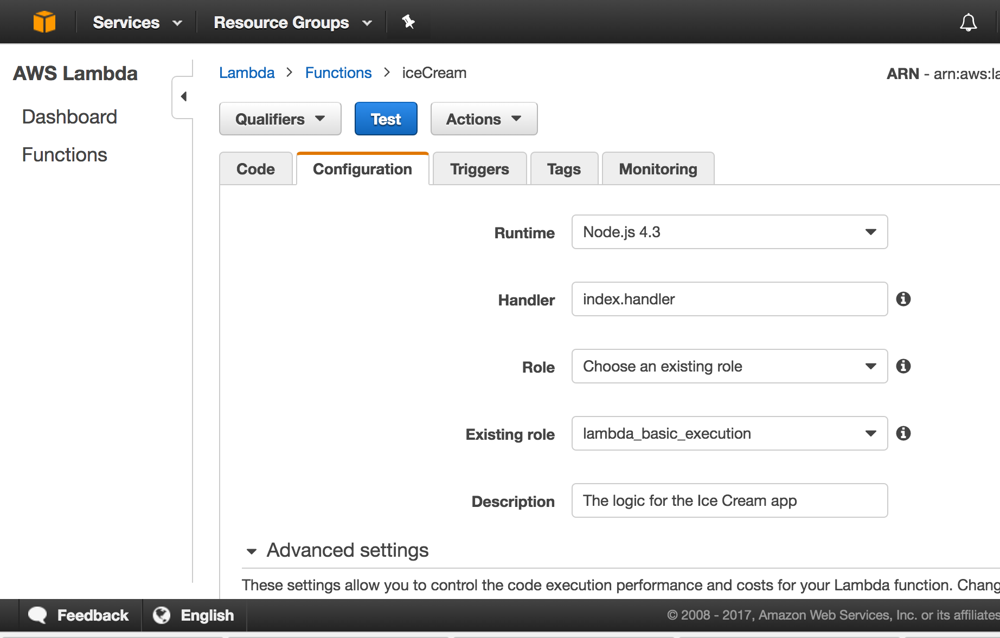 Services Resource Groups
AWS Lambda
Dashboard
Functions
Lambda > Functions > iceCream
ARN - arn:aws:la
Qualifiers Test Actions
Code Configuration Triggers Tags Monitoring
Runtime Node.js 4.3
Handler index.handler
Role Choose an existing role
Existing role lambda_basic_execution
Description The logic for the Ice Cream app
Advanced settings
These settings allow you to control the code execution performance and costs for your Lambda function. Chang
Feedback English © 2008 - 2017, Amazon Web Services, Inc. or its affiliates